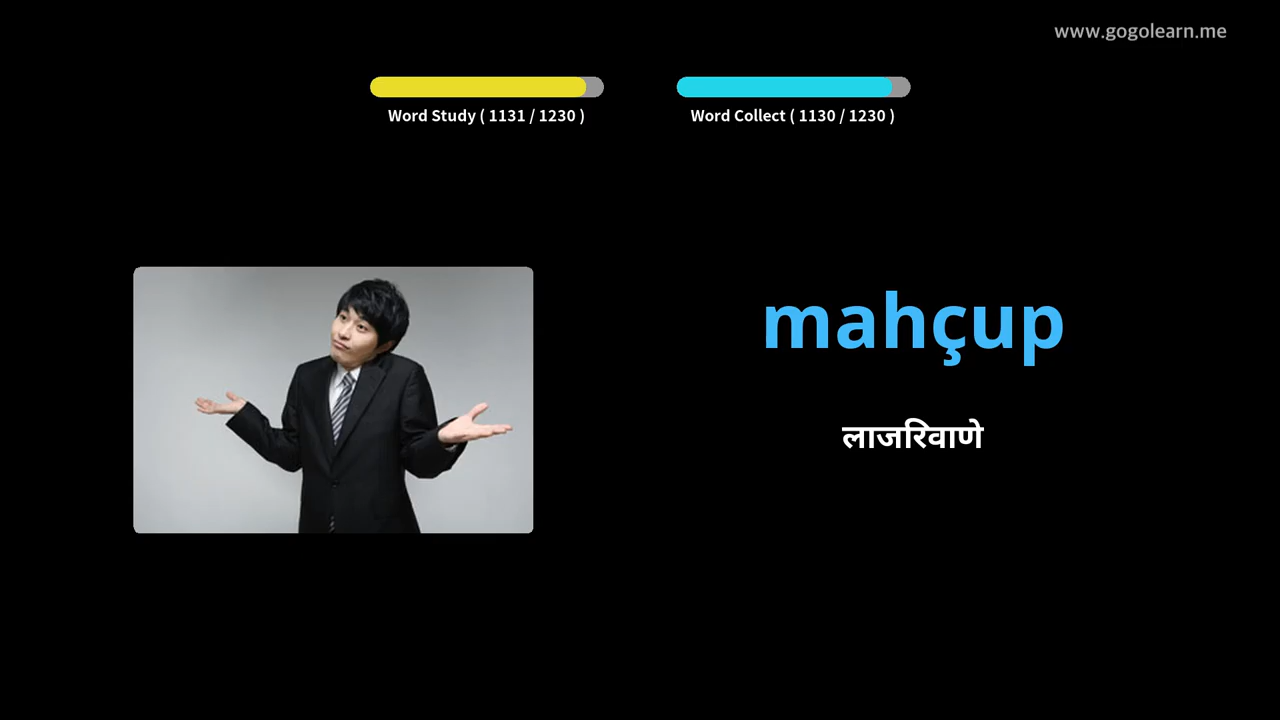 www.gogolearn.me
Word Study ( 1131 / 1230 )
Word Collect ( 1130 / 1230 )
mahçup
लाजरिवाणे